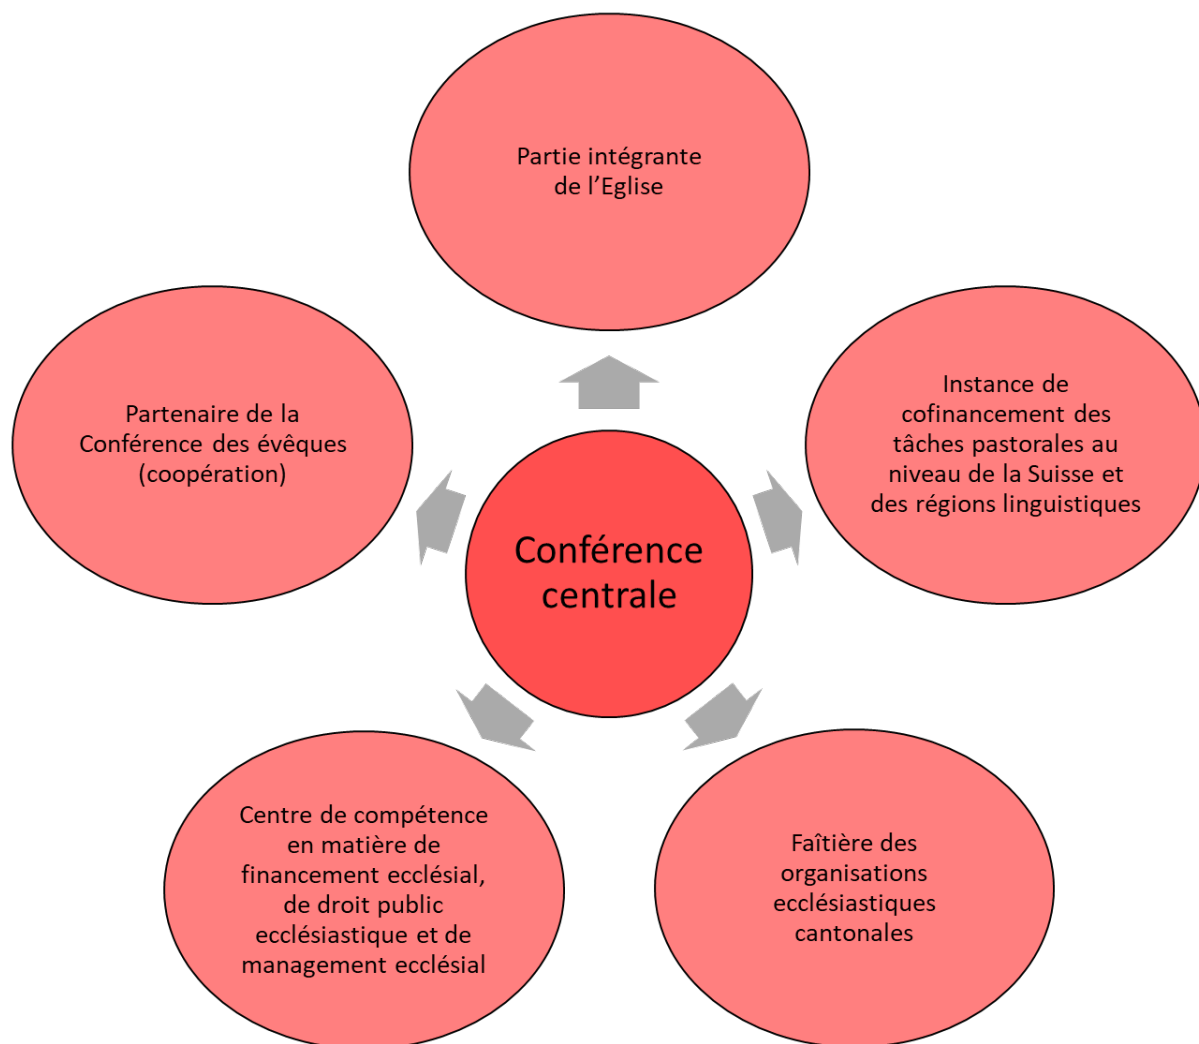 Partie intégrante
de l’Eglise
Instance de
cofinancement des
tâches pastorales au
niveau de la Suisse et
des régions linguistiques
Partenaire de la
Conférence des évêques
(coopération)
Conférence
centrale
Centre de compétence
en matière de
financement ecclésial,
de droit public
ecclésiastique et de
management ecclésial
Faîtière des
organisations
ecclésiastiques
cantonales